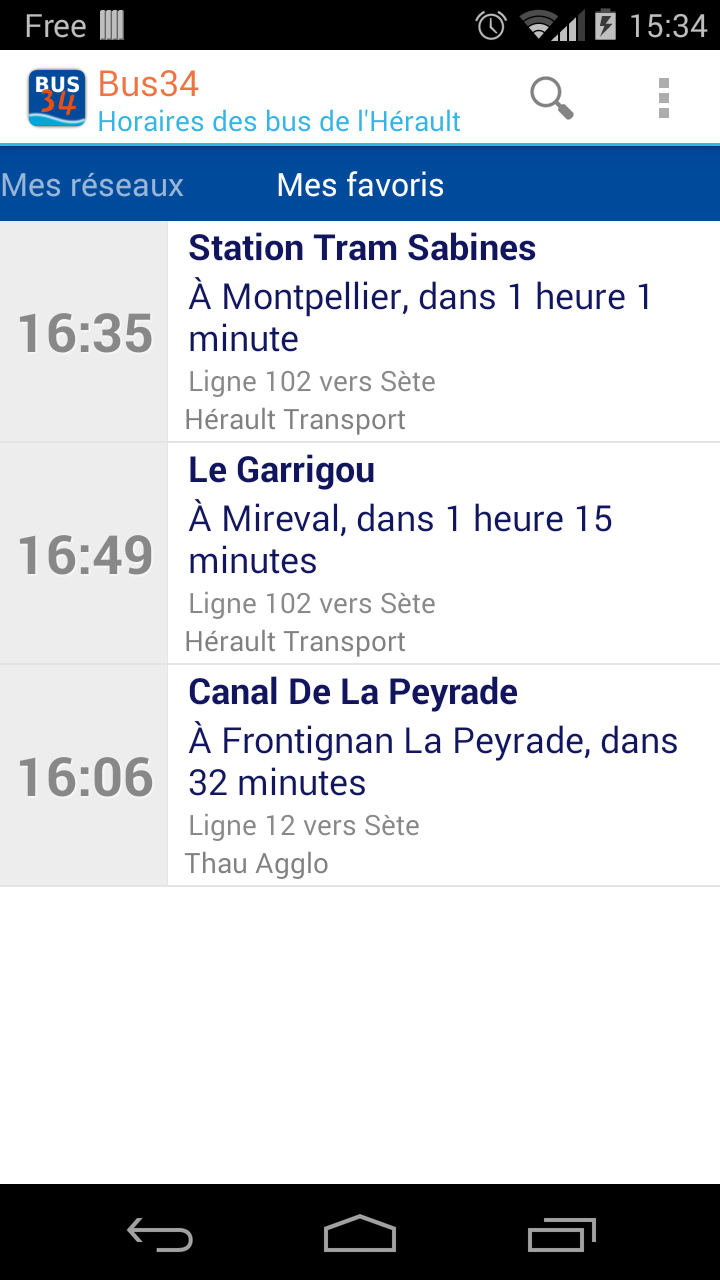 Free 15:34
BUS
34
Bus34
Horaires des bus de l'Hérault
Mes réseaux Mes favoris
16:35
Station Tram Sabines
À Montpellier, dans 1 heure 1
minute
Ligne 102 vers Sète
Hérault Transport
16:49
Le Garrigou
À Mireval, dans 1 heure 15
minutes
Ligne 102 vers Sète
Hérault Transport
16:06
Canal De La Peyrade
À Frontignan La Peyrade, dans
32 minutes
Ligne 12 vers Sète
Thau Agglo